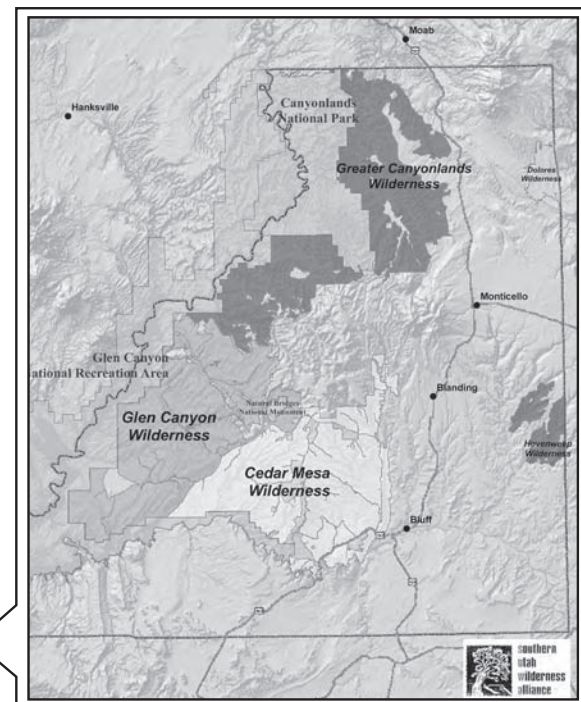 Moab
Hanksville
Canyonlands
National Park
Greater Canyonlands
Wilderness
Dolores
Wilderness
Monticello
Glen Canyon
National Recreation Area
Natural Bridges
National Monument
Blanding
Glen Canyon
Wilderness
Hovenweep
Wilderness
Cedar Mesa
Wilderness
Bluff
southern
utah
wilderness
alliance